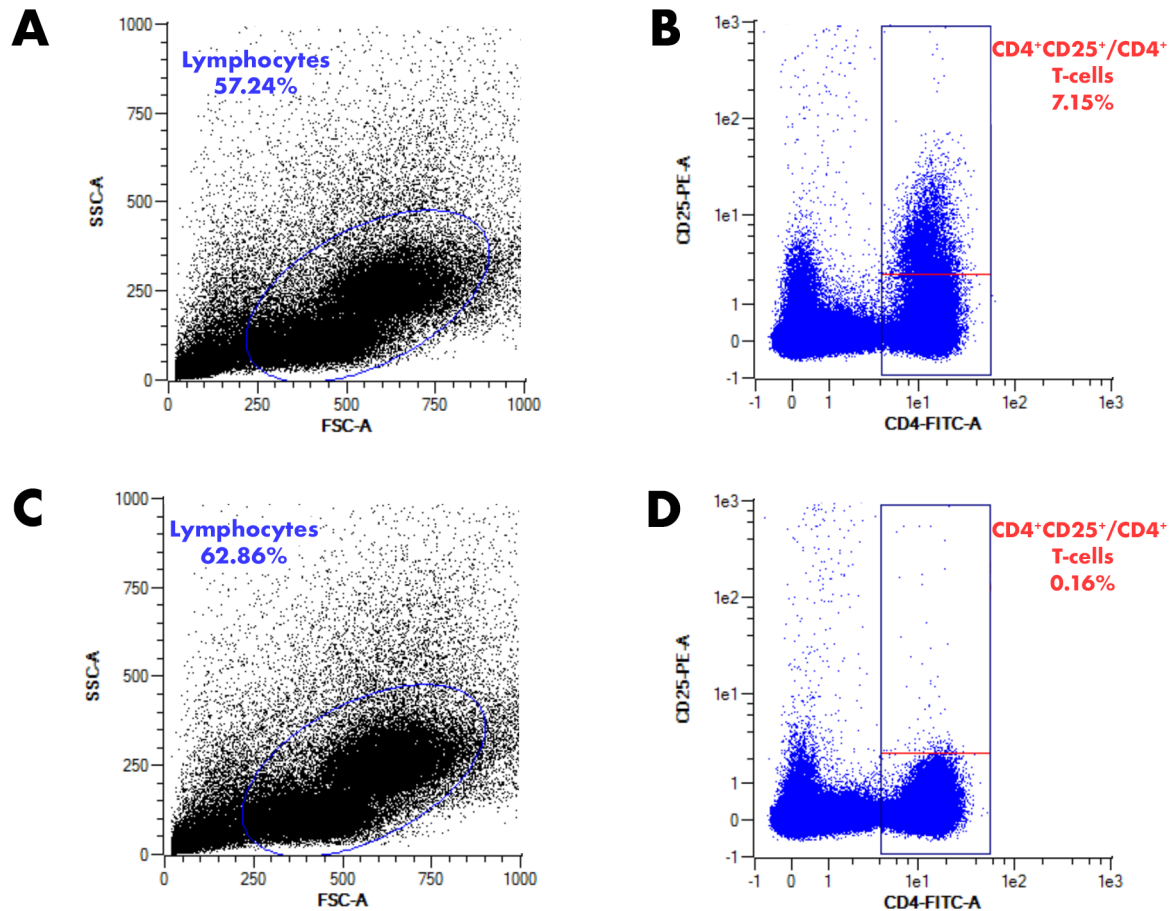 A
Lymphocytes
57.24%
1000
750
500
250
0
SSC-A
0 250 500 750 1000
FSC-A
B
CD4⁺CD25⁺/CD4⁺
T-cells
7.15%
1e3
1e2
1e1
1
0
-1
CD25-PE-A
-1 0 1 1e1 1e2 1e3
CD4-FITC-A
C
Lymphocytes
62.86%
1000
750
500
250
0
SSC-A
0 250 500 750 1000
FSC-A
D
CD4⁺CD25⁺/CD4⁺
T-cells
0.16%
1e3
1e2
1e1
1
0
-1
CD25-PE-A
-1 0 1 1e1 1e2 1e3
CD4-FITC-A